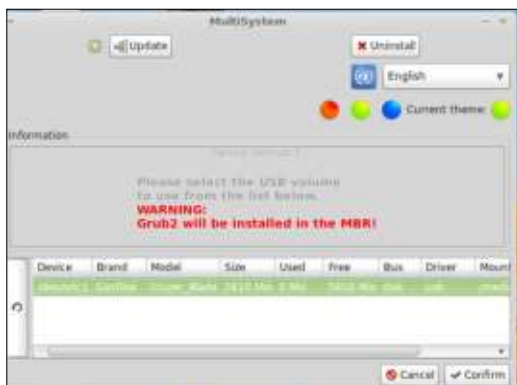 MultiSystem
Update
Uninstall
English
Current theme:
Information
Please select the USB volume
to use from the list below.
WARNING:
Grub2 will be installed in the MBR!
Device Brand Model Size Used Free Bus Driver Mount
Cancel
Confirm